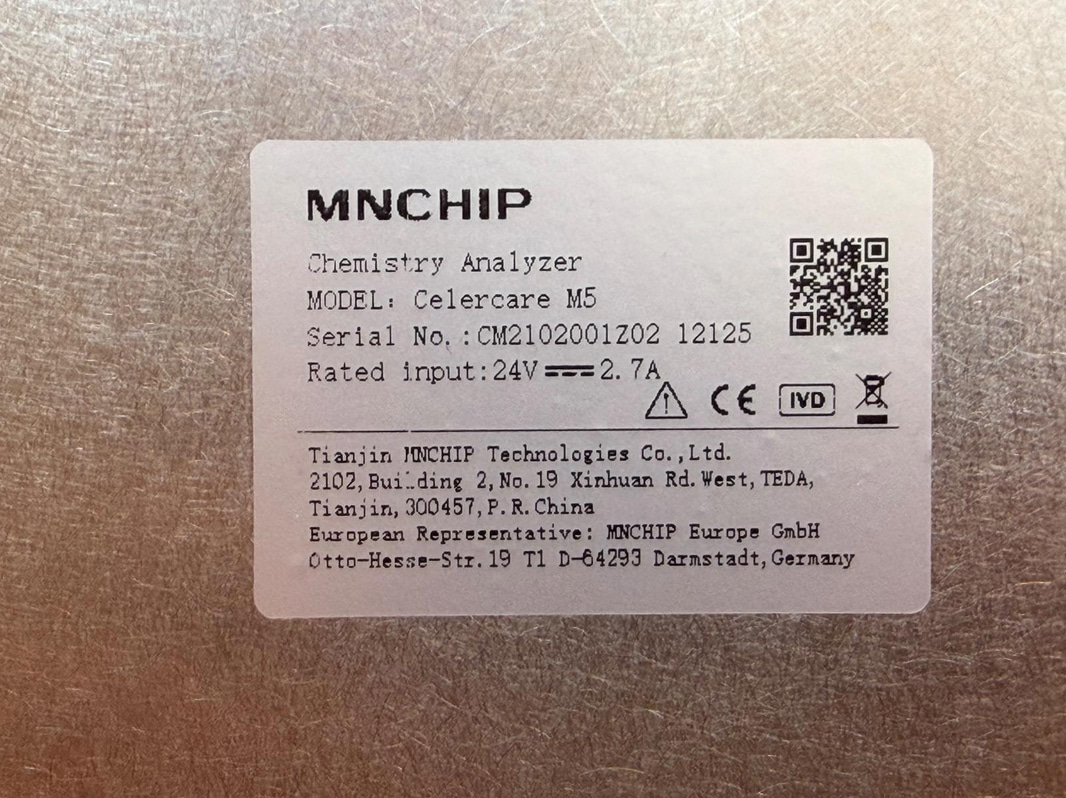 MNCHIP
Chemistry Analyzer
MODEL: Celercare M5
Serial No.:CM2102001Z02 12125
Rated input:24V⎓2.7A
CE IVD
Tianjin MNCHIP Technologies Co.,Ltd.
2102,Building 2,No.19 Xinhuan Rd.West,TEDA,
Tianjin,300457,P.R.China
European Representative: MNCHIP Europe GmbH
Otto-Hesse-Str.19 T1 D-64293 Darmstadt,Germany